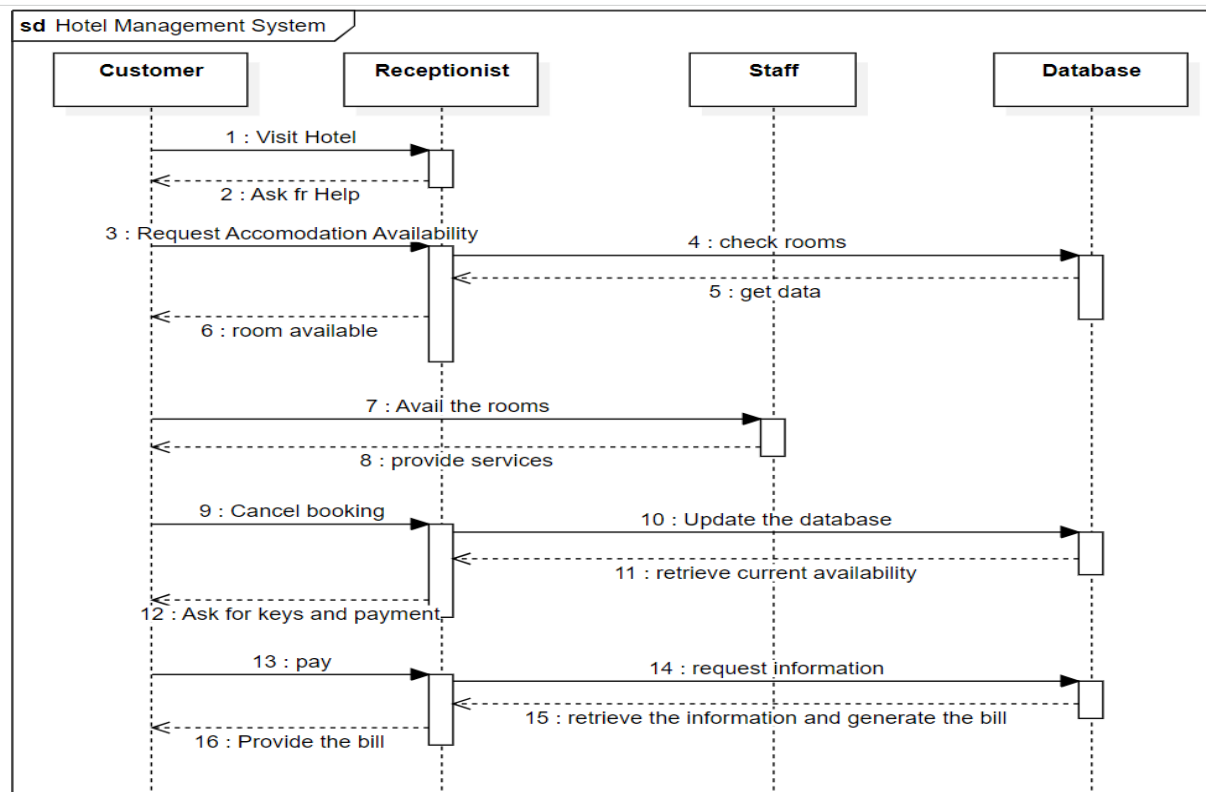 sd Hotel Management System
Customer
Receptionist
Staff
Database
1 : Visit Hotel
2 : Ask fr Help
3 : Request Accomodation Availability
4 : check rooms
5 : get data
6 : room available
7 : Avail the rooms
8 : provide services
9 : Cancel booking
10 : Update the database
11 : retrieve current availability
12 : Ask for keys and payment
13 : pay
14 : request information
15 : retrieve the information and generate the bill
16 : Provide the bill